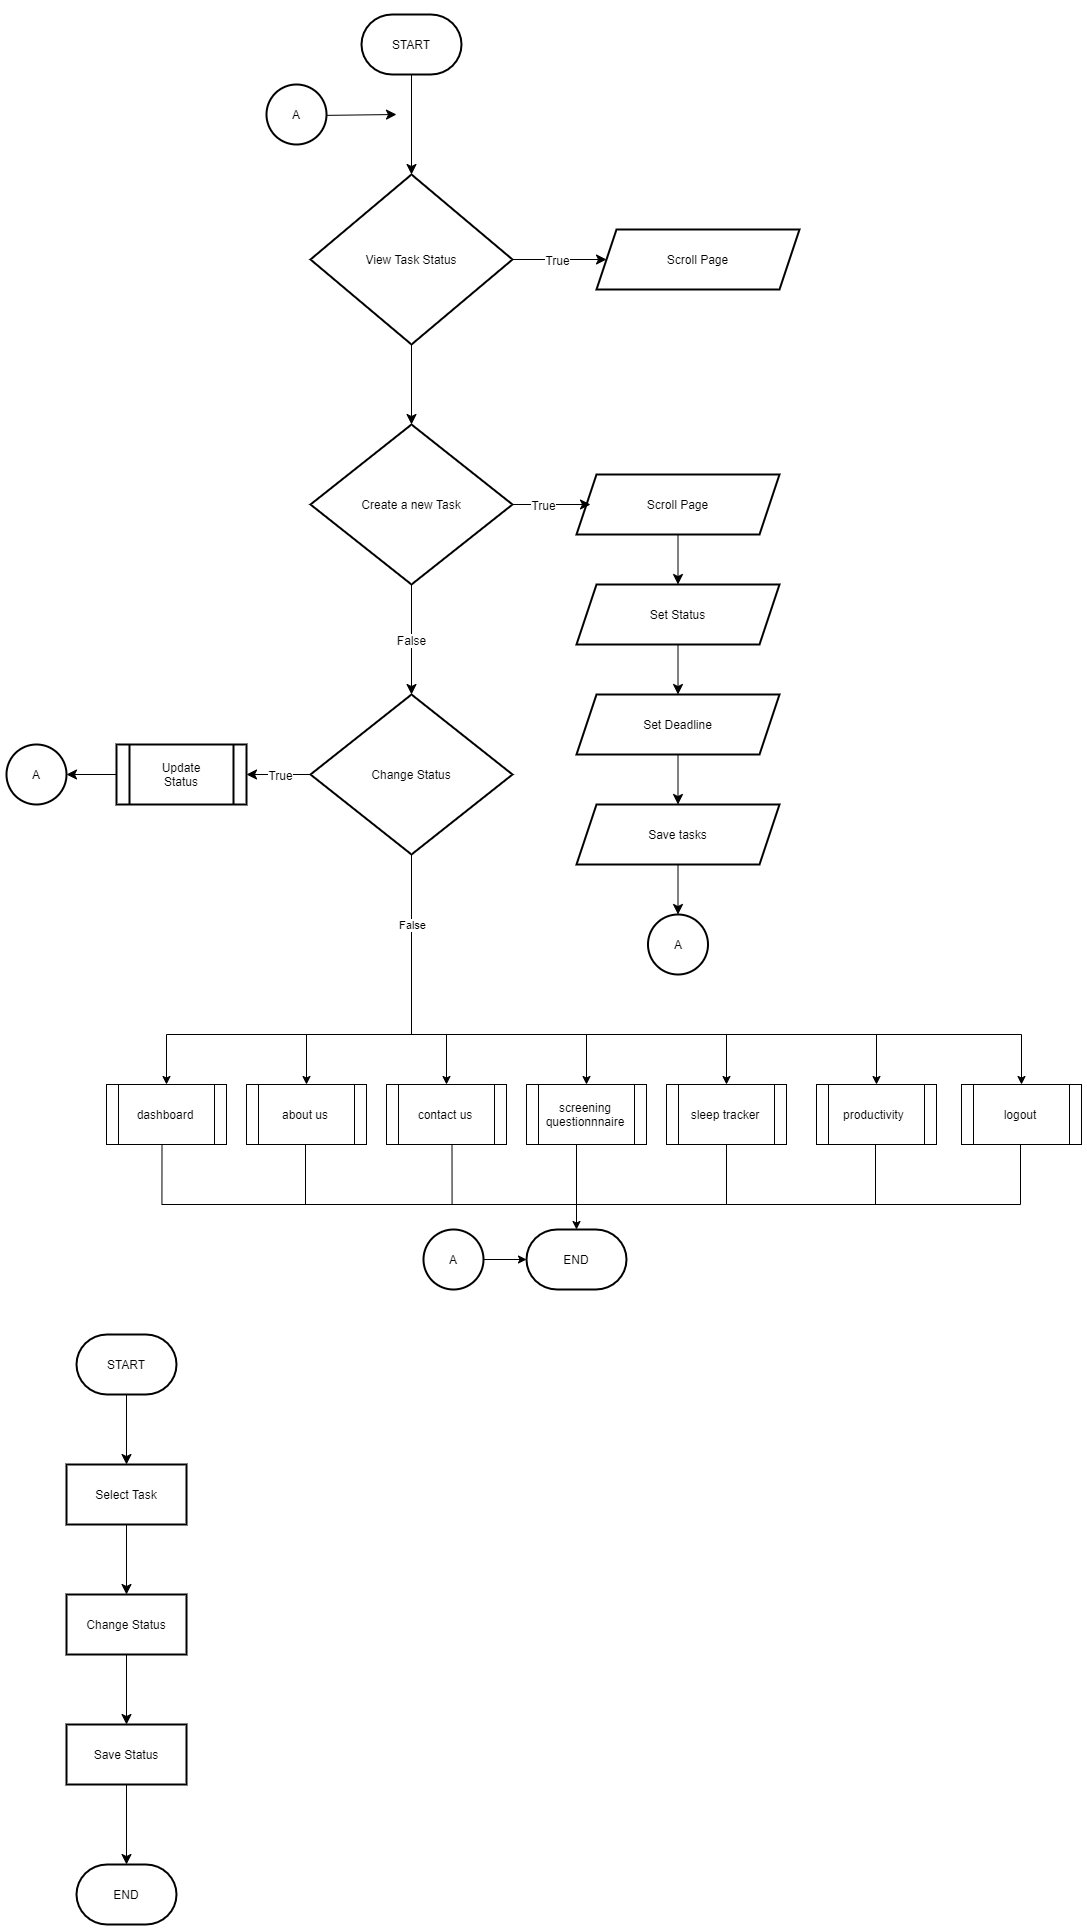 START
A
View Task Status
True
Scroll Page
Create a new Task
True
Scroll Page
Set Status
False
Set Deadline
A
Update
Status
True
Change Status
Save tasks
False
A
dashboard
about us
contact us
screening
questionnnaire
sleep tracker
productivity
logout
A
END
START
Select Task
Change Status
Save Status
END